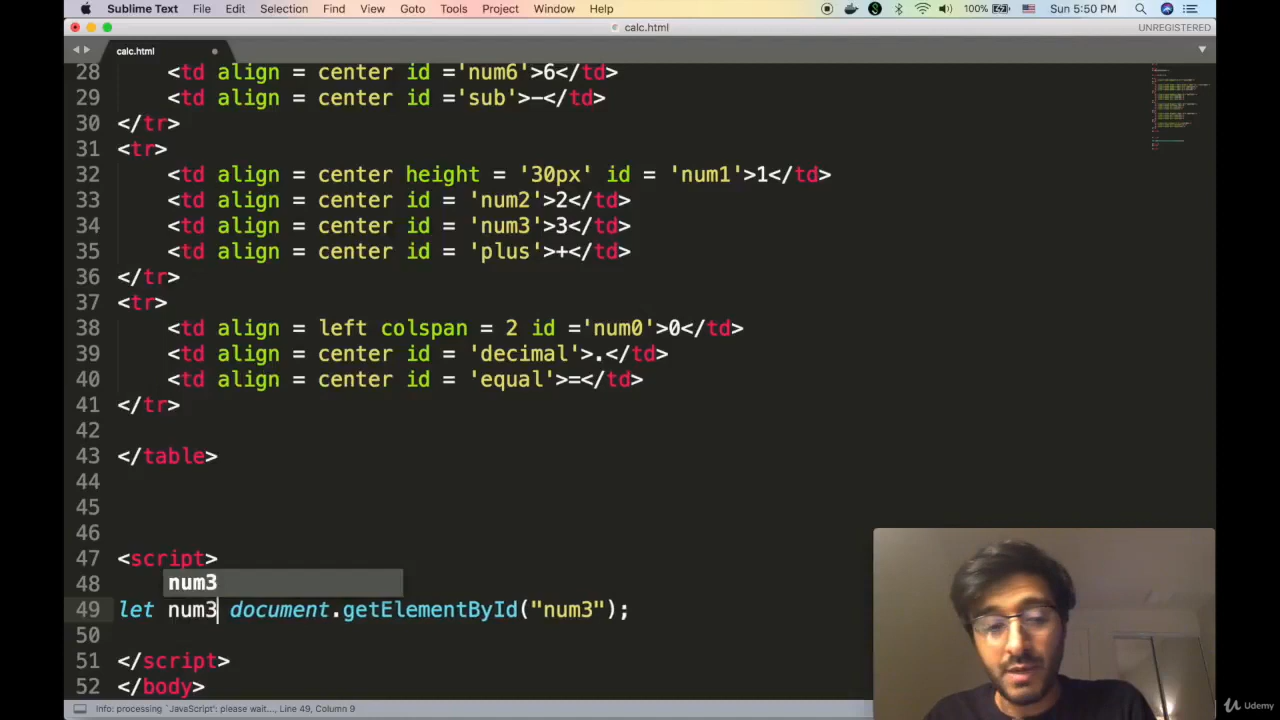 Sublime Text File Edit Selection Find View Goto Tools Project Window Help 100% Sun 5:50 PM
calc.html UNREGISTERED
calc.html
28 <td align = center id ='num6'>6</td>
29 <td align = center id ='sub'>−</td>
30 </tr>
31 <tr>
32 <td align = center height = '30px' id = 'num1'>1</td>
33 <td align = center id = 'num2'>2</td>
34 <td align = center id = 'num3'>3</td>
35 <td align = center id = 'plus'>+</td>
36 </tr>
37 <tr>
38 <td align = left colspan = 2 id ='num0'>0</td>
39 <td align = center id = 'decimal'>.</td>
40 <td align = center id = 'equal'>=</td>
41 </tr>
42
43 </table>
44
45
46
47 <script>
48 num3
49 let num3 document.getElementById("num3");
50
51 </script>
52 </body>
Info: processing `JavaScript': please wait..., Line 49, Column 9
Udemy